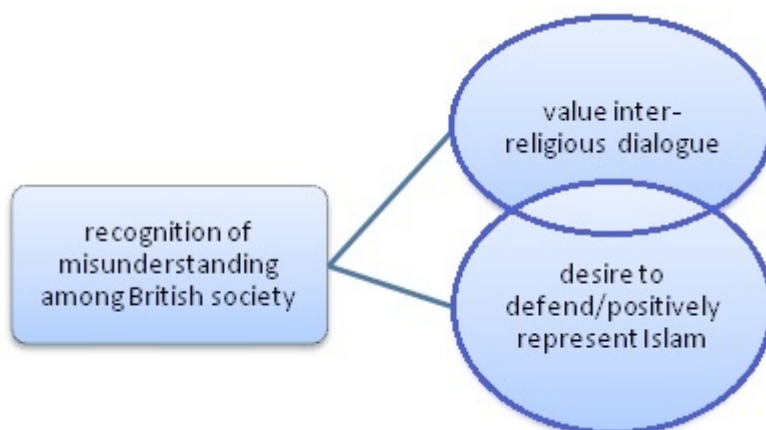 recognition of
misunderstanding
among British society
value inter-
religious dialogue
desire to
defend/positively
represent Islam